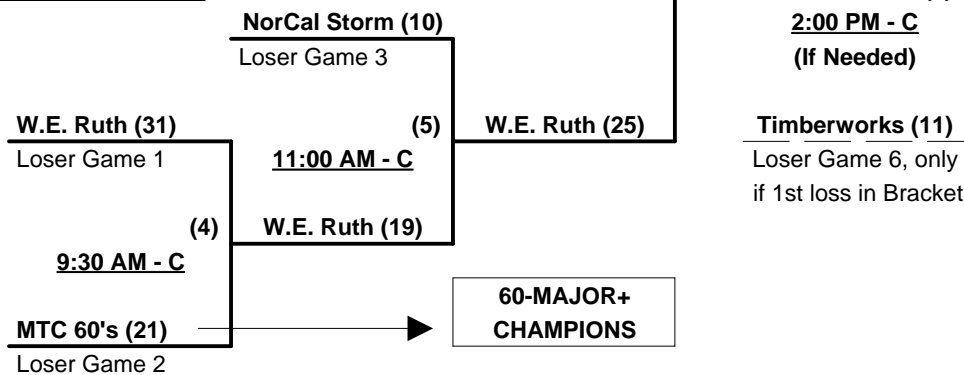 NorCal Storm (10)
Loser Game 3
2:00 PM - C
(If Needed)
W.E. Ruth (31)
Loser Game 1
(5)
11:00 AM - C
W.E. Ruth (25)
Timberworks (11)
Loser Game 6, only
if 1st loss in Bracket
(4)
9:30 AM - C
W.E. Ruth (19)
MTC 60's (21)
Loser Game 2
60-MAJOR+
CHAMPIONS